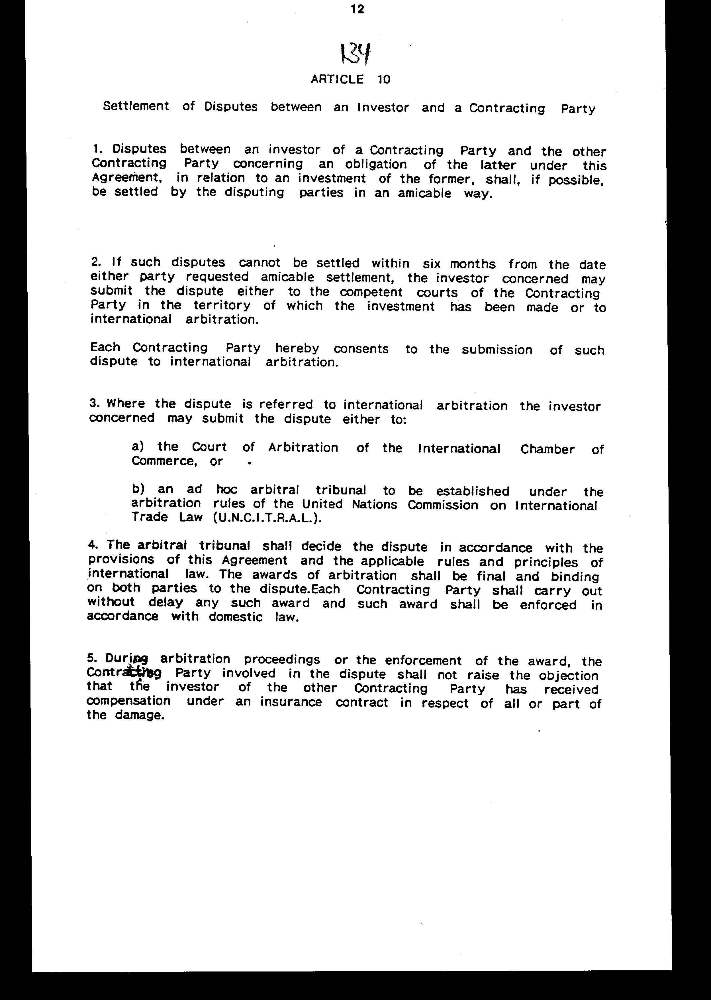 12
134
ARTICLE 10
Settlement of Disputes between an Investor and a Contracting Party
1. Disputes between an investor of a Contracting Party and the other
Contracting Party concerning an obligation of the latter under this
Agreement, in relation to an investment of the former, shall, if possible,
be settled by the disputing parties in an amicable way.
2. If such disputes cannot be settled within six months from the date
either party requested amicable settlement, the investor concerned may
submit the dispute either to the competent courts of the Contracting
Party in the territory of which the investment has been made or to
international arbitration.
Each Contracting Party hereby consents to the submission of such
dispute to international arbitration.
3. Where the dispute is referred to international arbitration the investor
concerned may submit the dispute either to:
a) the Court of Arbitration of the International Chamber of
Commerce, or
b) an ad hoc arbitral tribunal to be established under the
arbitration rules of the United Nations Commission on International
Trade Law (U.N.C.I.T.R.A.L.).
4. The arbitral tribunal shall decide the dispute in accordance with the
provisions of this Agreement and the applicable rules and principles of
international law. The awards of arbitration shall be final and binding
on both parties to the dispute.Each Contracting Party shall carry out
without delay any such award and such award shall be enforced in
accordance with domestic law.
5. During arbitration proceedings or the enforcement of the award, the
Contracting Party involved in the dispute shall not raise the objection
that the investor of the other Contracting Party has received
compensation under an insurance contract in respect of all or part of
the damage.